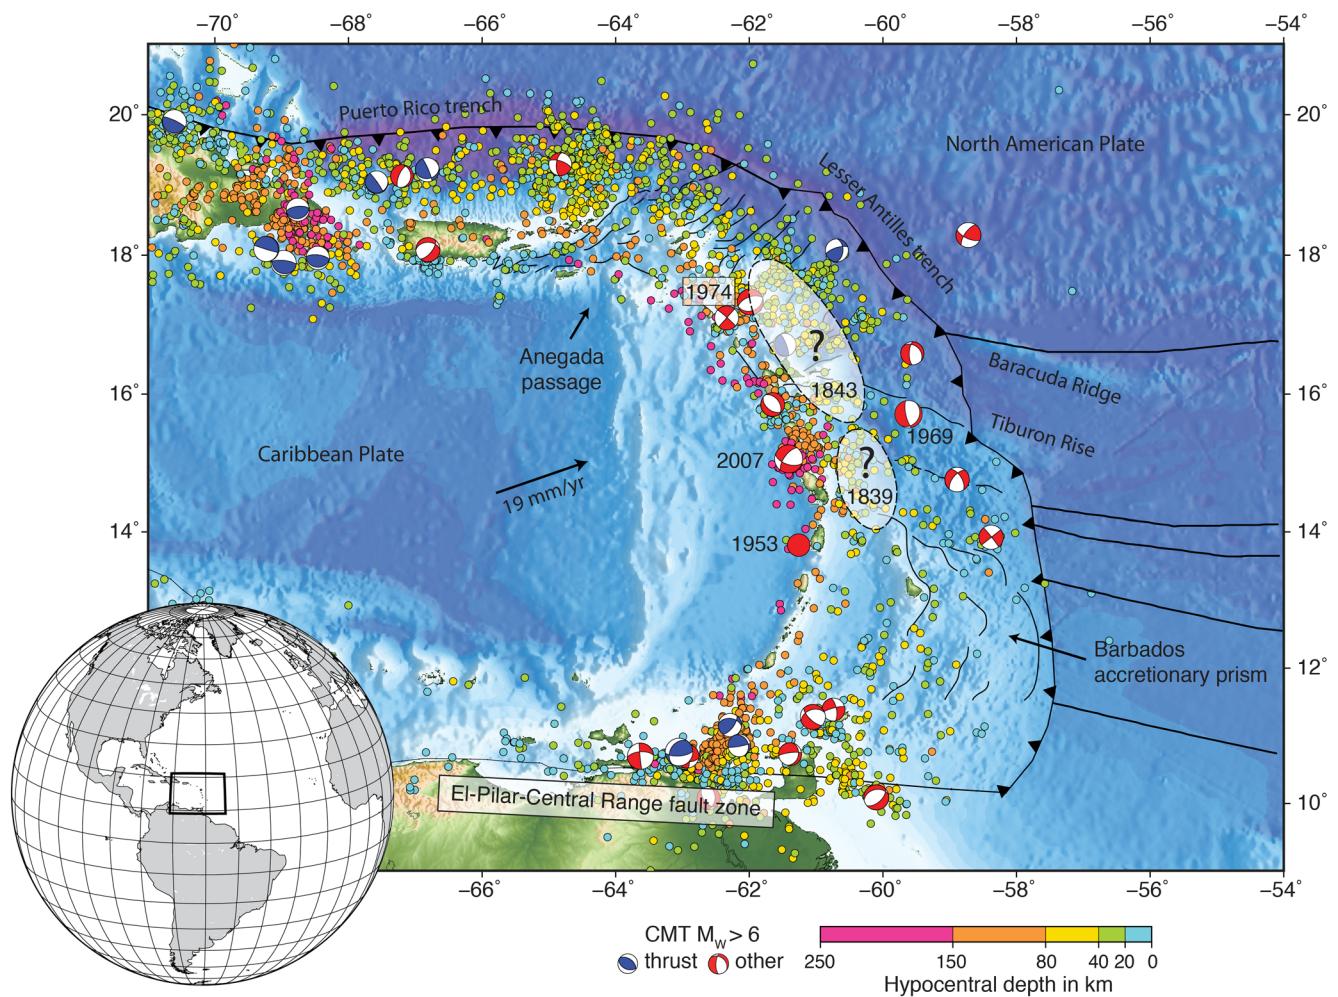 −70˚ −68˚ −66˚ −64˚ −62˚ −60˚ −58˚ −56˚ −54˚
20˚ 20˚
Puerto Rico trench
North American Plate
Lesser Antilles trench
18˚ 18˚
1974
?
Anegada
passage
Baracuda Ridge
16˚ 16˚
1843
Tiburon Rise
1969
Caribbean Plate
2007
?
19 mm/yr
1839
14˚ 14˚
1953
Barbados
accretionary prism
12˚ 12˚
El-Pilar-Central Range fault zone
10˚ 10˚
−66˚ −64˚ −62˚ −60˚ −58˚ −56˚ −54˚
CMT Mw > 6
thrust other
250 150 80 40 20 0
Hypocentral depth in km